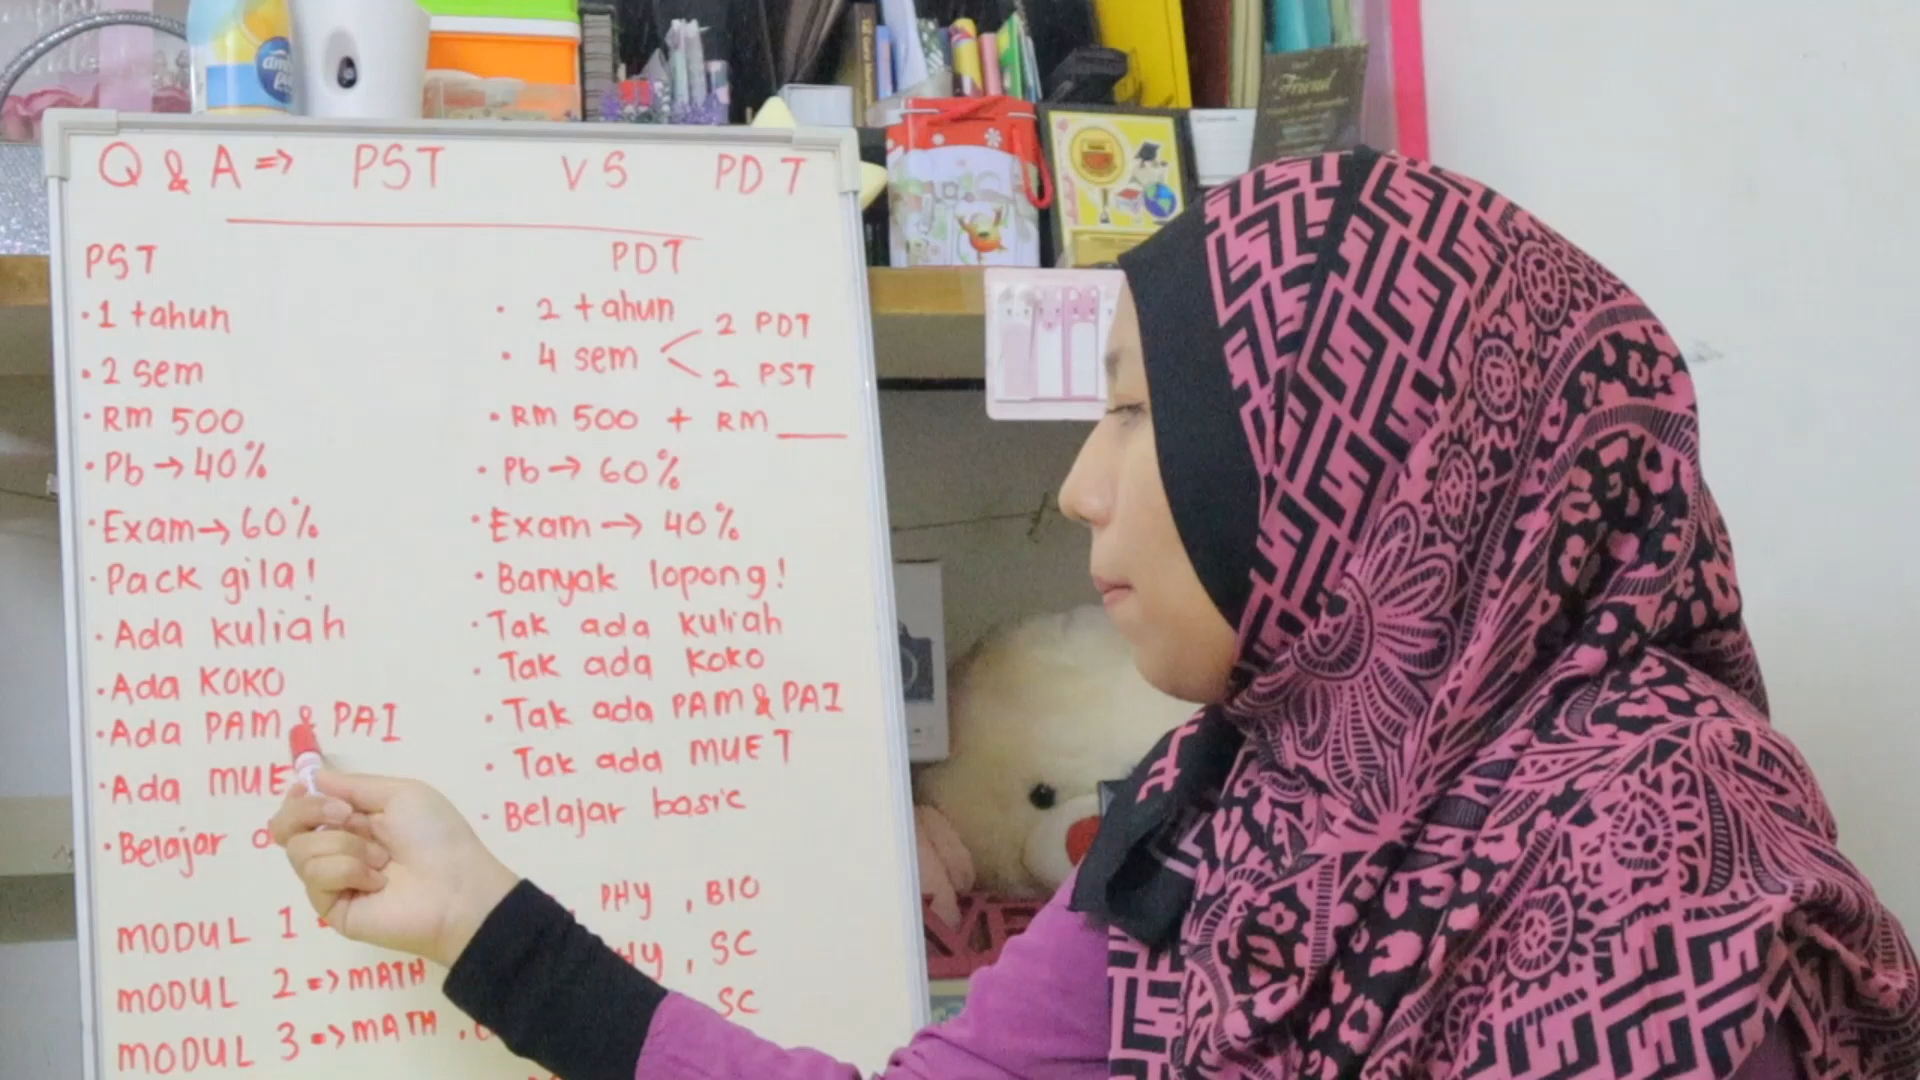 Q & A => PST VS PDT
PST
• 1 tahun
• 2 sem
• RM 500
• Pb → 40%
• Exam → 60%
• Pack gila!
• Ada kuliah
• Ada KOKO
• Ada PAM & PAI
• Ada
• Belajar
PDT
• 2 tahun
• 4 sem < 2 PDT
2 PST
• RM 500 + RM ___
• Pb → 60%
• Exam → 40%
• Banyak lopong!
• Tak ada kuliah
• Tak ada KOKO
• Tak ada PAM & PAI
• Tak ada MUET
• Belajar basic
MODUL 1 , PHY , BIO
MODUL 2 => MATH , SC
MODUL 3 => MATH , SC
Friend